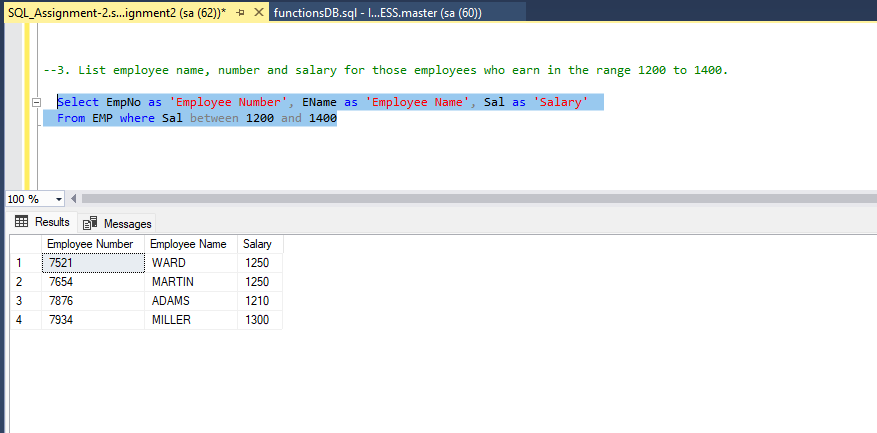 SQL_Assignment-2.s...ignment2 (sa (62))* functionsDB.sql - l...ESS.master (sa (60))
--3. List employee name, number and salary for those employees who earn in the range 1200 to 1400.
Select EmpNo as 'Employee Number', EName as 'Employee Name', Sal as 'Salary'
From EMP where Sal between 1200 and 1400
100 %
Results Messages
Employee Number Employee Name Salary
1 7521 WARD 1250
2 7654 MARTIN 1250
3 7876 ADAMS 1210
4 7934 MILLER 1300